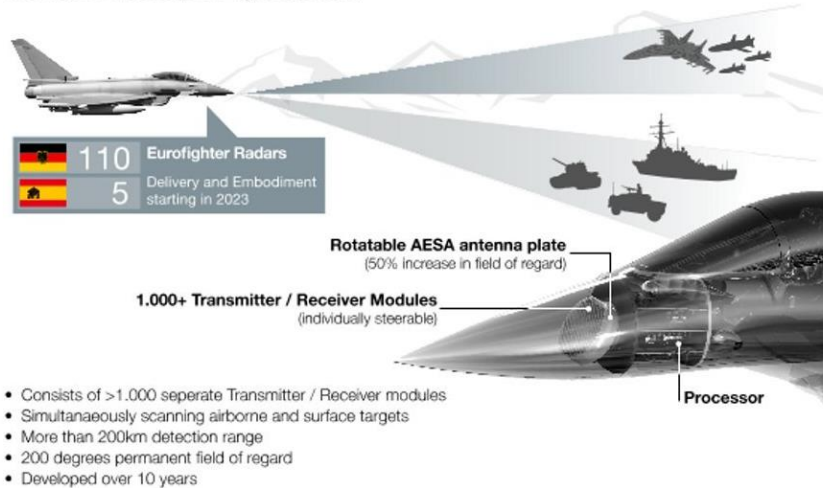 110
Eurofighter Radars
5
Delivery and Embodiment
starting in 2023
Rotatable AESA antenna plate
(50% increase in field of regard)
1.000+ Transmitter / Receiver Modules
(individually steerable)
Processor
• Consists of >1.000 seperate Transmitter / Receiver modules
• Simultanaeously scanning airborne and surface targets
• More than 200km detection range
• 200 degrees permanent field of regard
• Developed over 10 years